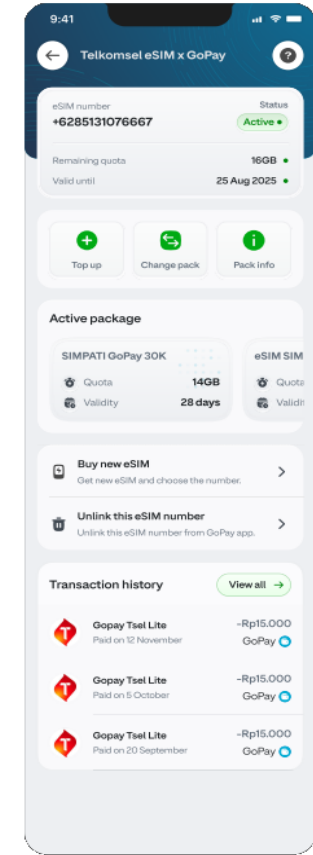 9:41
Telkomsel eSIM x GoPay
eSIM number
Status
+6285131076667
Active
Remaining quota
16GB
Valid until
25 Aug 2025
Top up
Change pack
Pack info
Active package
SIMPATI GoPay 30K
eSIM SIM
Quota
14GB
Quota
Validity
28 days
Validit
Buy new eSIM
Get new eSIM and choose the number.
Unlink this eSIM number
Unlink this eSIM number from GoPay app.
Transaction history
View all →
Gopay Tsel Lite
-Rp15.000
Paid on 12 November
GoPay
Gopay Tsel Lite
-Rp15.000
Paid on 5 October
GoPay
Gopay Tsel Lite
-Rp15.000
Paid on 20 September
GoPay